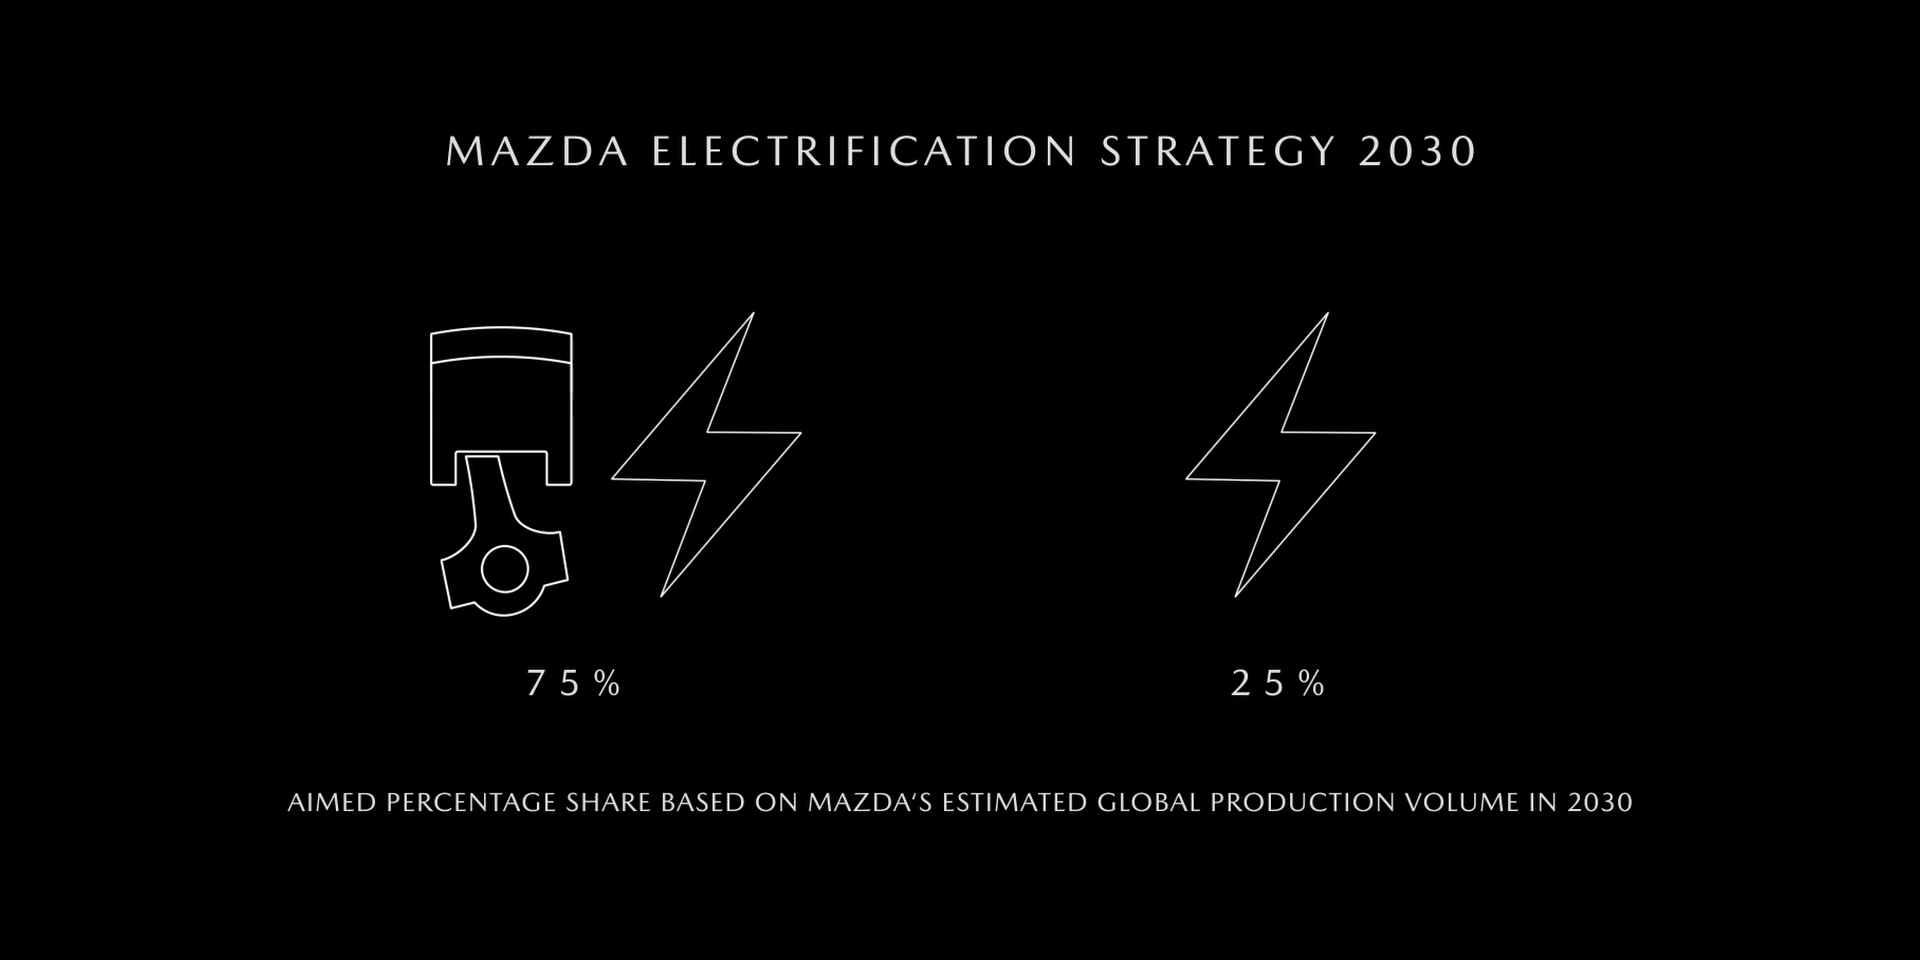 MAZDA ELECTRIFICATION STRATEGY 2030
75% 25%
AIMED PERCENTAGE SHARE BASED ON MAZDA‘S ESTIMATED GLOBAL PRODUCTION VOLUME IN 2030